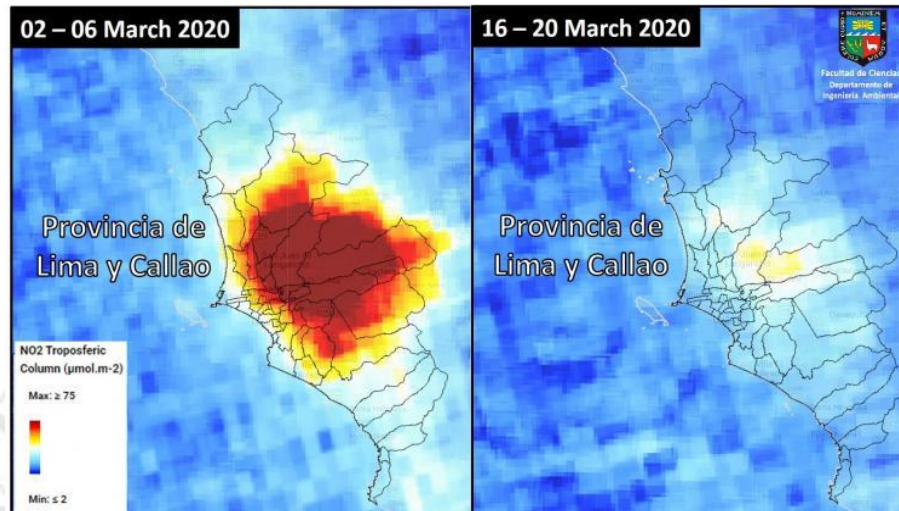 02 – 06 March 2020
Provincia de
Lima y Callao
NO2 Troposferic
Column (µmol.m-2)
Max: ≥ 75
Min: ≤ 2
16 – 20 March 2020
Facultad de Ciencias
Departamento de
Ingeniería Ambiental
Provincia de
Lima y Callao